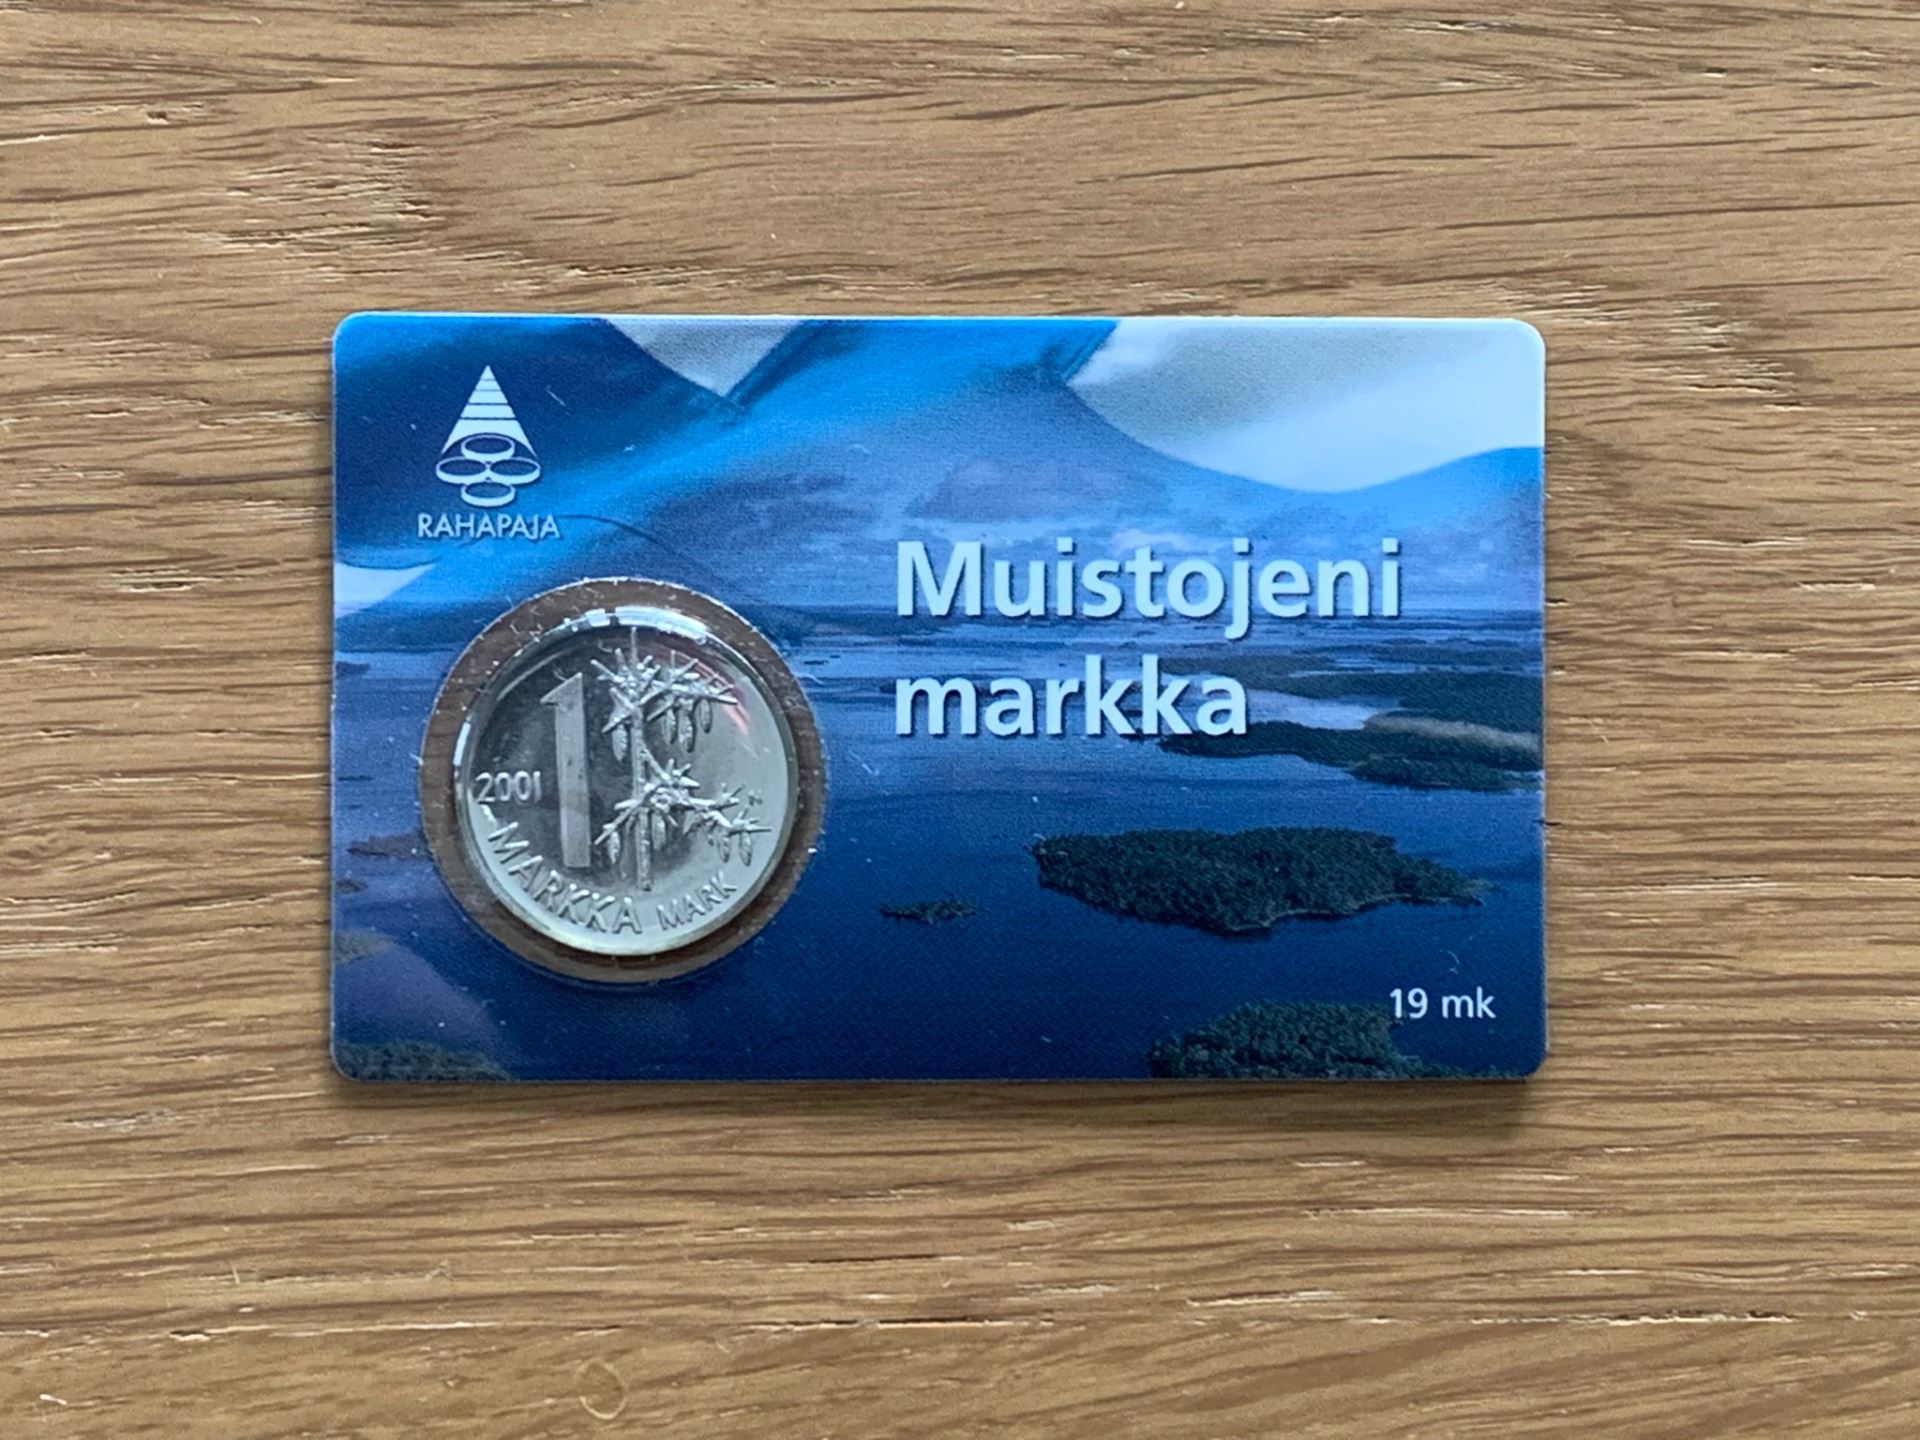 RAHAPAJA
Muistojeni
markka
1
2001
MARKKA MARK
19 mk